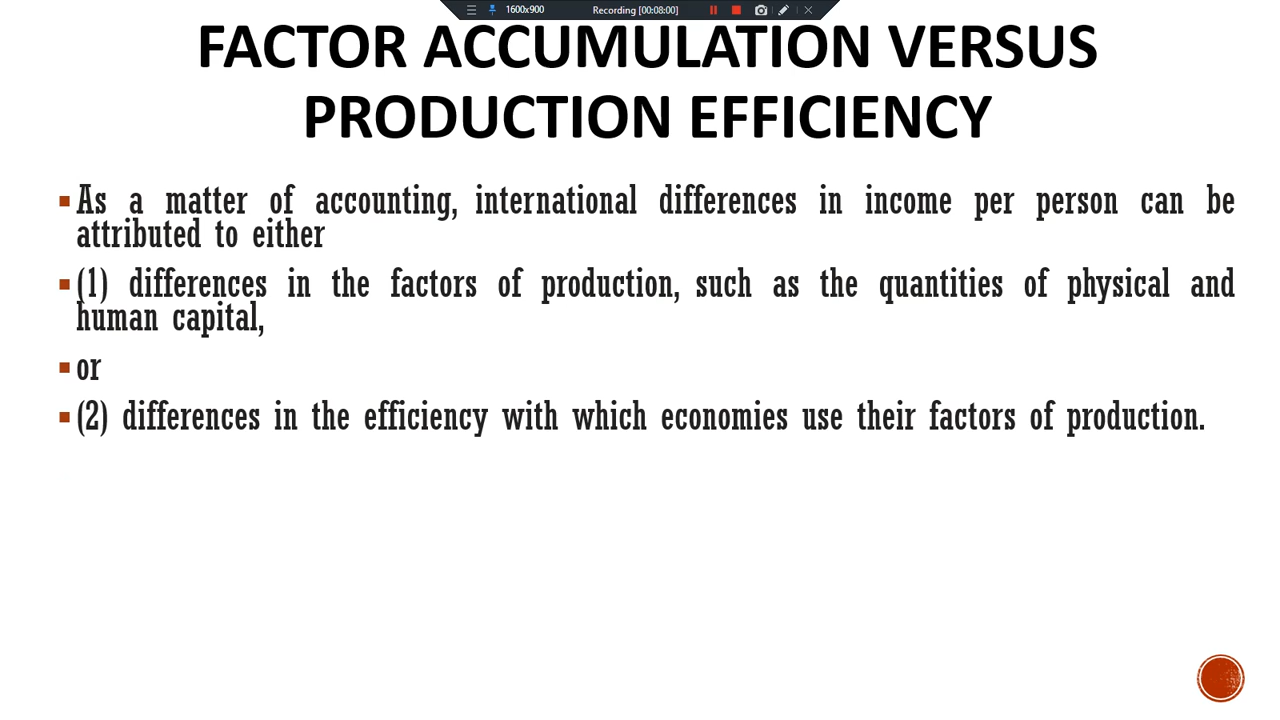 1600x900
Recording [00:08:00]
FACTOR ACCUMULATION VERSUS
PRODUCTION EFFICIENCY
As a matter of accounting, international differences in income per person can be
attributed to either
(1) differences in the factors of production, such as the quantities of physical and
human capital,
or
(2) differences in the efficiency with which economies use their factors of production.